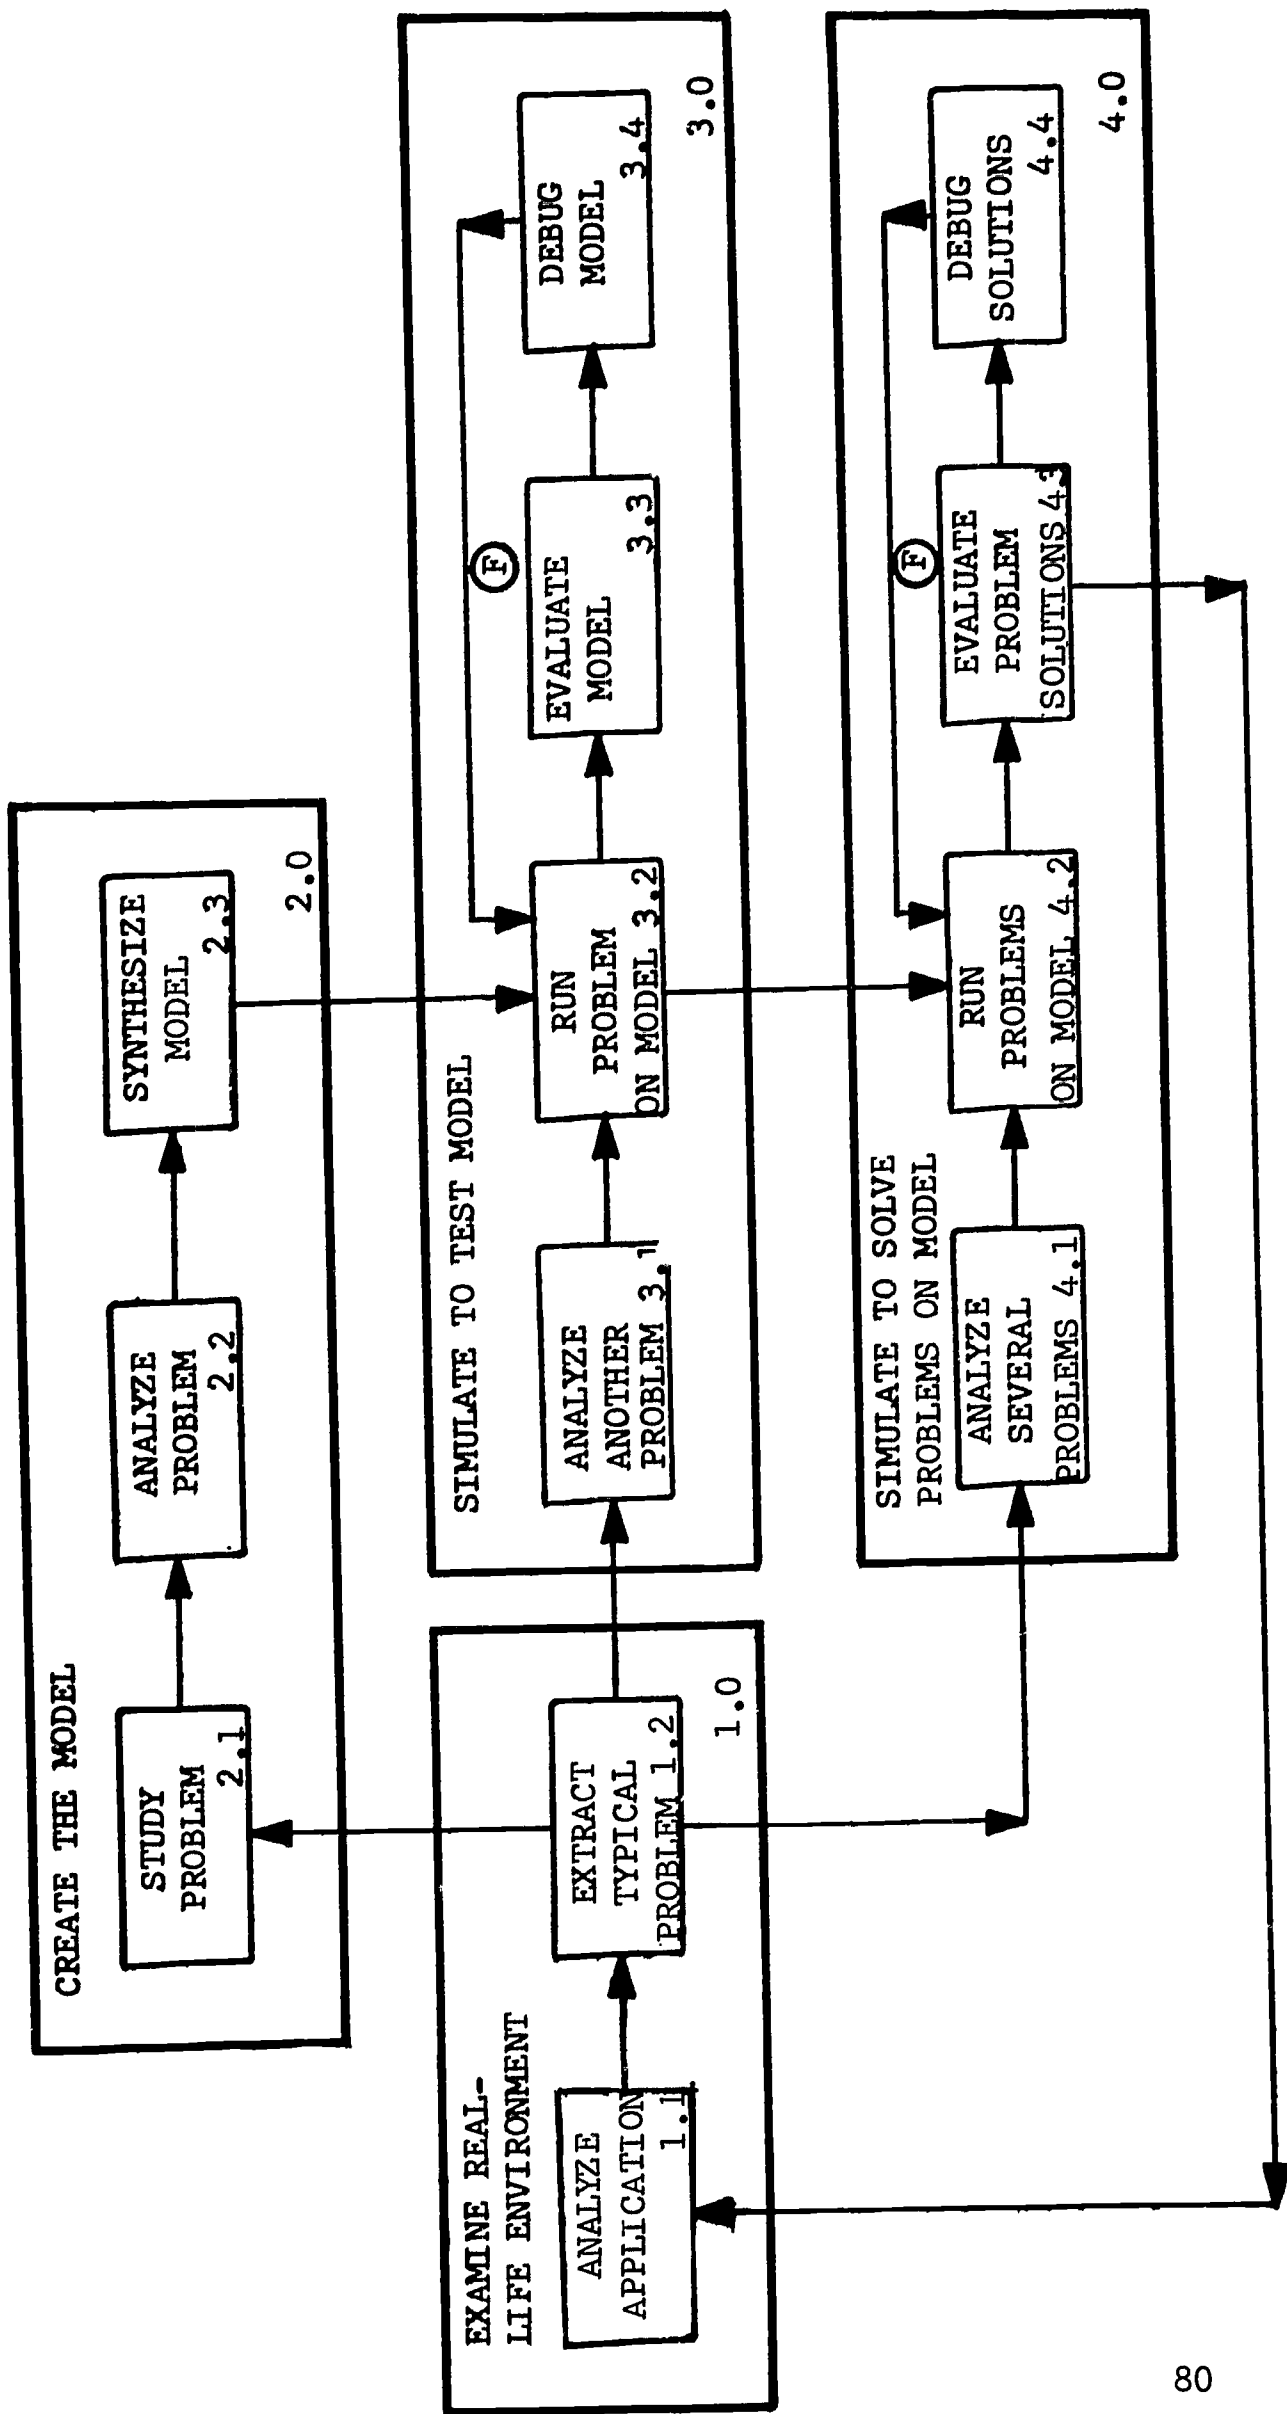 CREATE THE MODEL
STUDY
PROBLEM
2.1
ANALYZE
PROBLEM
2.2
SYNTHESIZE
MODEL
2.3
2.0
EXAMINE REAL-
LIFE ENVIRONMENT
ANALYZE
APPLICATION
1.1
EXTRACT
TYPICAL
PROBLEM 1.2
1.0
SIMULATE TO TEST MODEL
ANALYZE
ANOTHER
PROBLEM 3.1
RUN
PROBLEM
ON MODEL 3.2
F
EVALUATE
MODEL
3.3
DEBUG
MODEL
3.4
3.0
SIMULATE TO SOLVE
PROBLEMS ON MODEL
ANALYZE
SEVERAL
PROBLEMS 4.1
RUN
PROBLEMS
ON MODEL 4.2
F
EVALUATE
PROBLEM
SOLUTIONS 4.3
DEBUG
SOLUTIONS
4.4
4.0
80